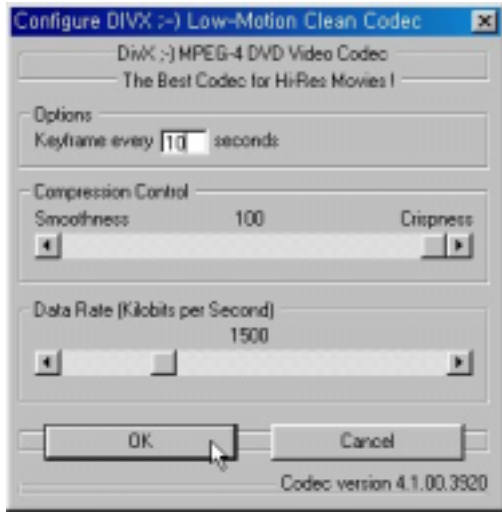 Configure DIVX ;-) Low-Motion Clean Codec
DivX ;-) MPEG-4 DVD Video Codec
The Best Codec for Hi-Res Movies !
Options
Keyframe every 10 seconds
Compression Control
Smoothness 100 Crispness
Data Rate (Kilobits per Second)
1500
OK Cancel
Codec version 4.1.00.3920